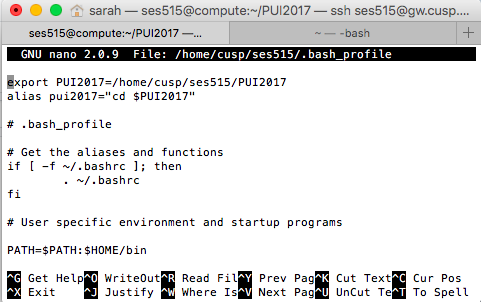 sarah — ses515@compute:~/PUI2017 — ssh ses515@gw.cusp....
ses515@compute:~/PUI2017 —...
~ — -bash
+
GNU nano 2.0.9 File: /home/cusp/ses515/.bash_profile
export PUI2017=/home/cusp/ses515/PUI2017
alias pui2017="cd $PUI2017"
# .bash_profile
# Get the aliases and functions
if [ -f ~/.bashrc ]; then
. ~/.bashrc
fi
# User specific environment and startup programs
PATH=$PATH:$HOME/bin
^G Get Help^O WriteOut^R Read Fil^Y Prev Pag^K Cut Text^C Cur Pos
^X Exit ^J Justify ^W Where Is^V Next Pag^U UnCut Te^T To Spell